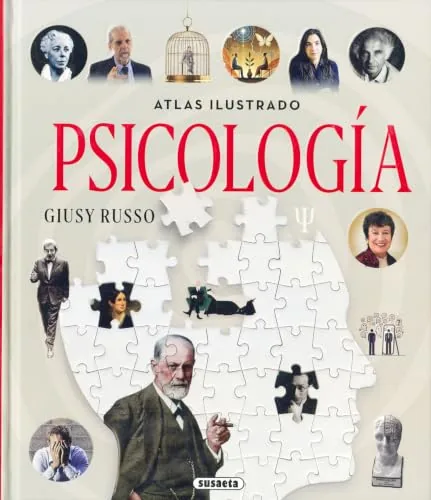 ATLAS ILUSTRADO
PSICOLOGÍA
GIUSY RUSSO
Ψ
susaeta